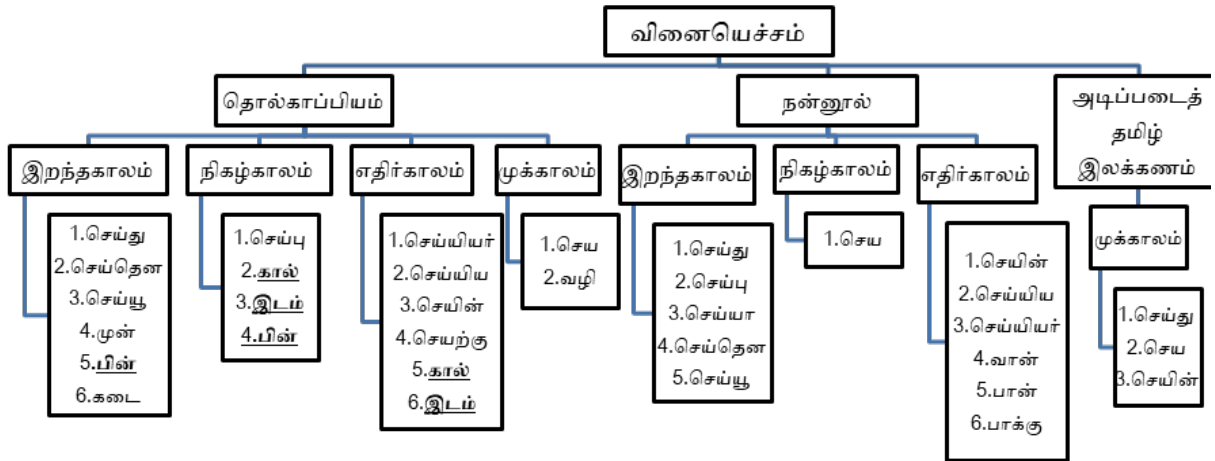 வினையெச்சம்
தொல்காப்பியம்
இறந்தகாலம்
1.செய்து
2.செய்தென
3.செய்யூ
4.முன்
5.பின்
6.கடை
நிகழ்காலம்
1.செய்பு
2.கால்
3.இடம்
4.பின்
எதிர்காலம்
1.செய்யியர்
2.செய்யிய
3.செயின்
4.செயற்கு
5.கால்
6.இடம்
முக்காலம்
1.செய
2.வழி
நன்னூல்
இறந்தகாலம்
1.செய்து
2.செய்பு
3.செய்யா
4.செய்தென
5.செய்யூ
நிகழ்காலம்
1.செய
எதிர்காலம்
1.செயின்
2.செய்யிய
3.செய்யியர்
4.வான்
5.பான்
6.பாக்கு
அடிப்படைத்
தமிழ்
இலக்கணம்
முக்காலம்
1.செய்து
2.செய
3.செயின்